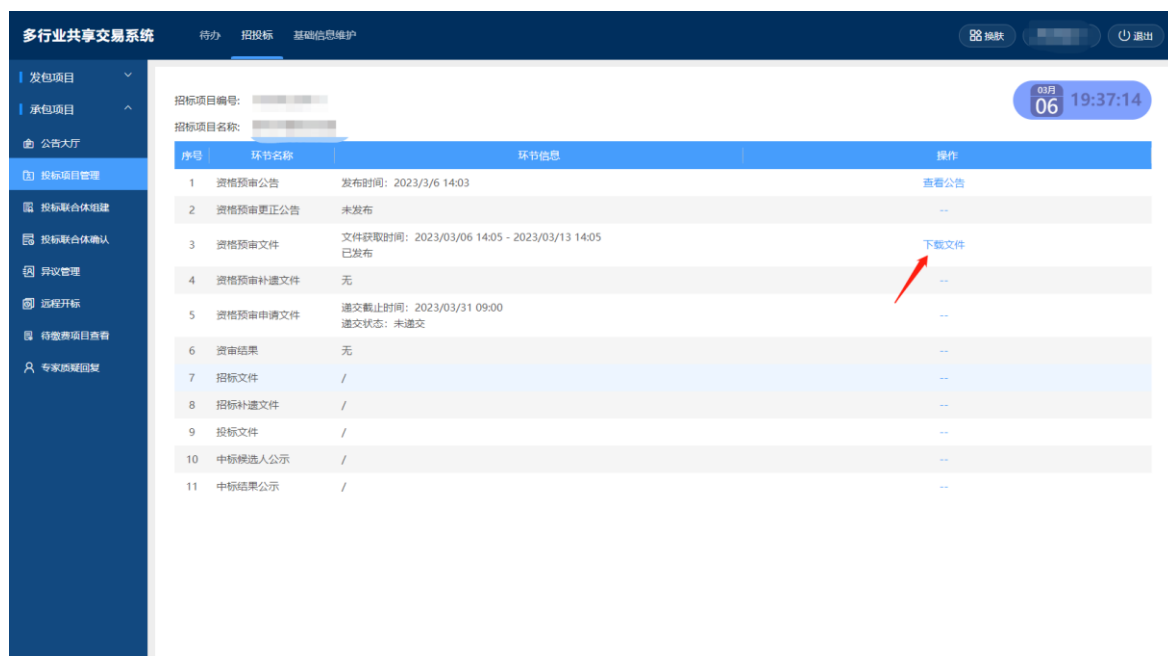 多行业共享交易系统 待办 招投标 基础信息维护 换肤 退出
发包项目
承包项目
公告大厅
投标项目管理
投标联合体组建
投标联合体确认
异议管理
远程开标
待缴费项目查看
专家质疑回复
招标项目编号:
招标项目名称:
03月
06
19:37:14
序号 环节名称 环节信息 操作
1 资格预审公告 发布时间：2023/3/6 14:03 查看公告
2 资格预审更正公告 未发布 --
3 资格预审文件 文件获取时间：2023/03/06 14:05 - 2023/03/13 14:05
已发布 下载文件
4 资格预审补遗文件 无 --
5 资格预审申请文件 递交截止时间：2023/03/31 09:00
递交状态：未递交 --
6 资审结果 无 --
7 招标文件 / --
8 招标补遗文件 / --
9 投标文件 / --
10 中标候选人公示 / --
11 中标结果公示 / --